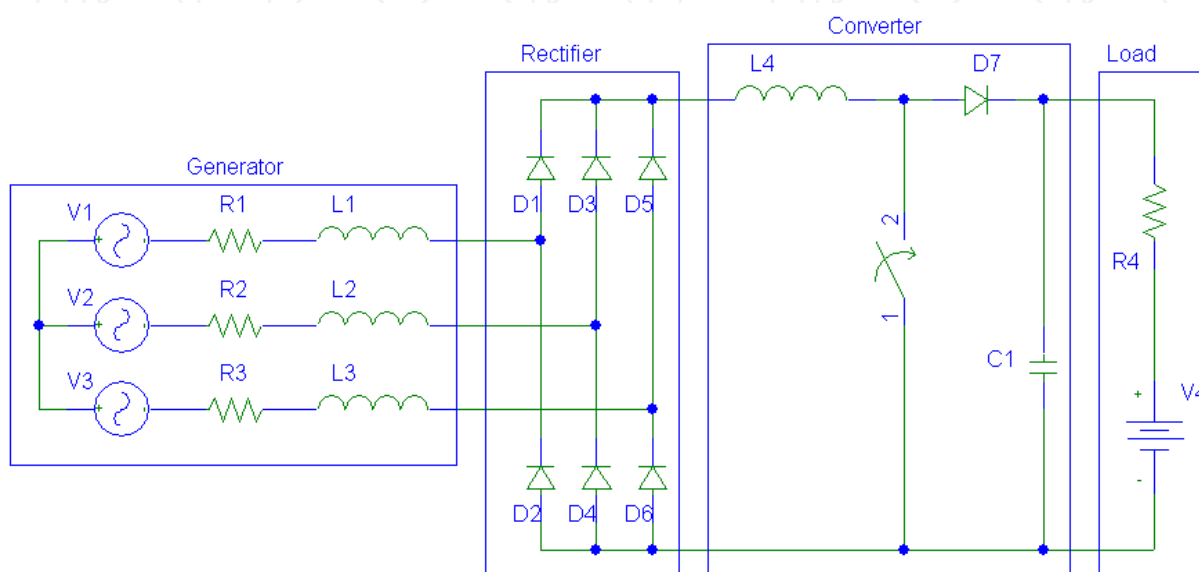 Converter
Rectifier
Load
L4
D7
Generator
D1
D3
D5
V1
R1
L1
2
R4
V2
R2
L2
1
C1
V3
R3
L3
+
V4
D2
D4
D6
-